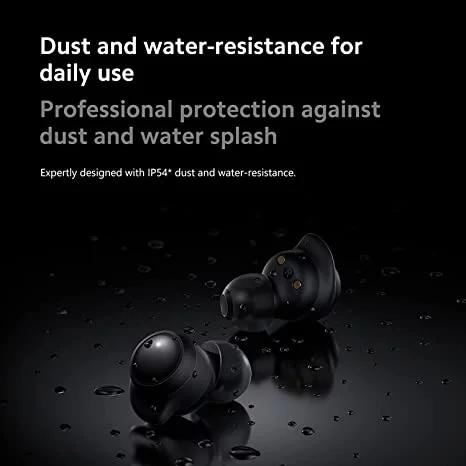 Dust and water-resistance for
daily use
Professional protection against
dust and water splash
Expertly designed with IP54* dust and water-resistance.